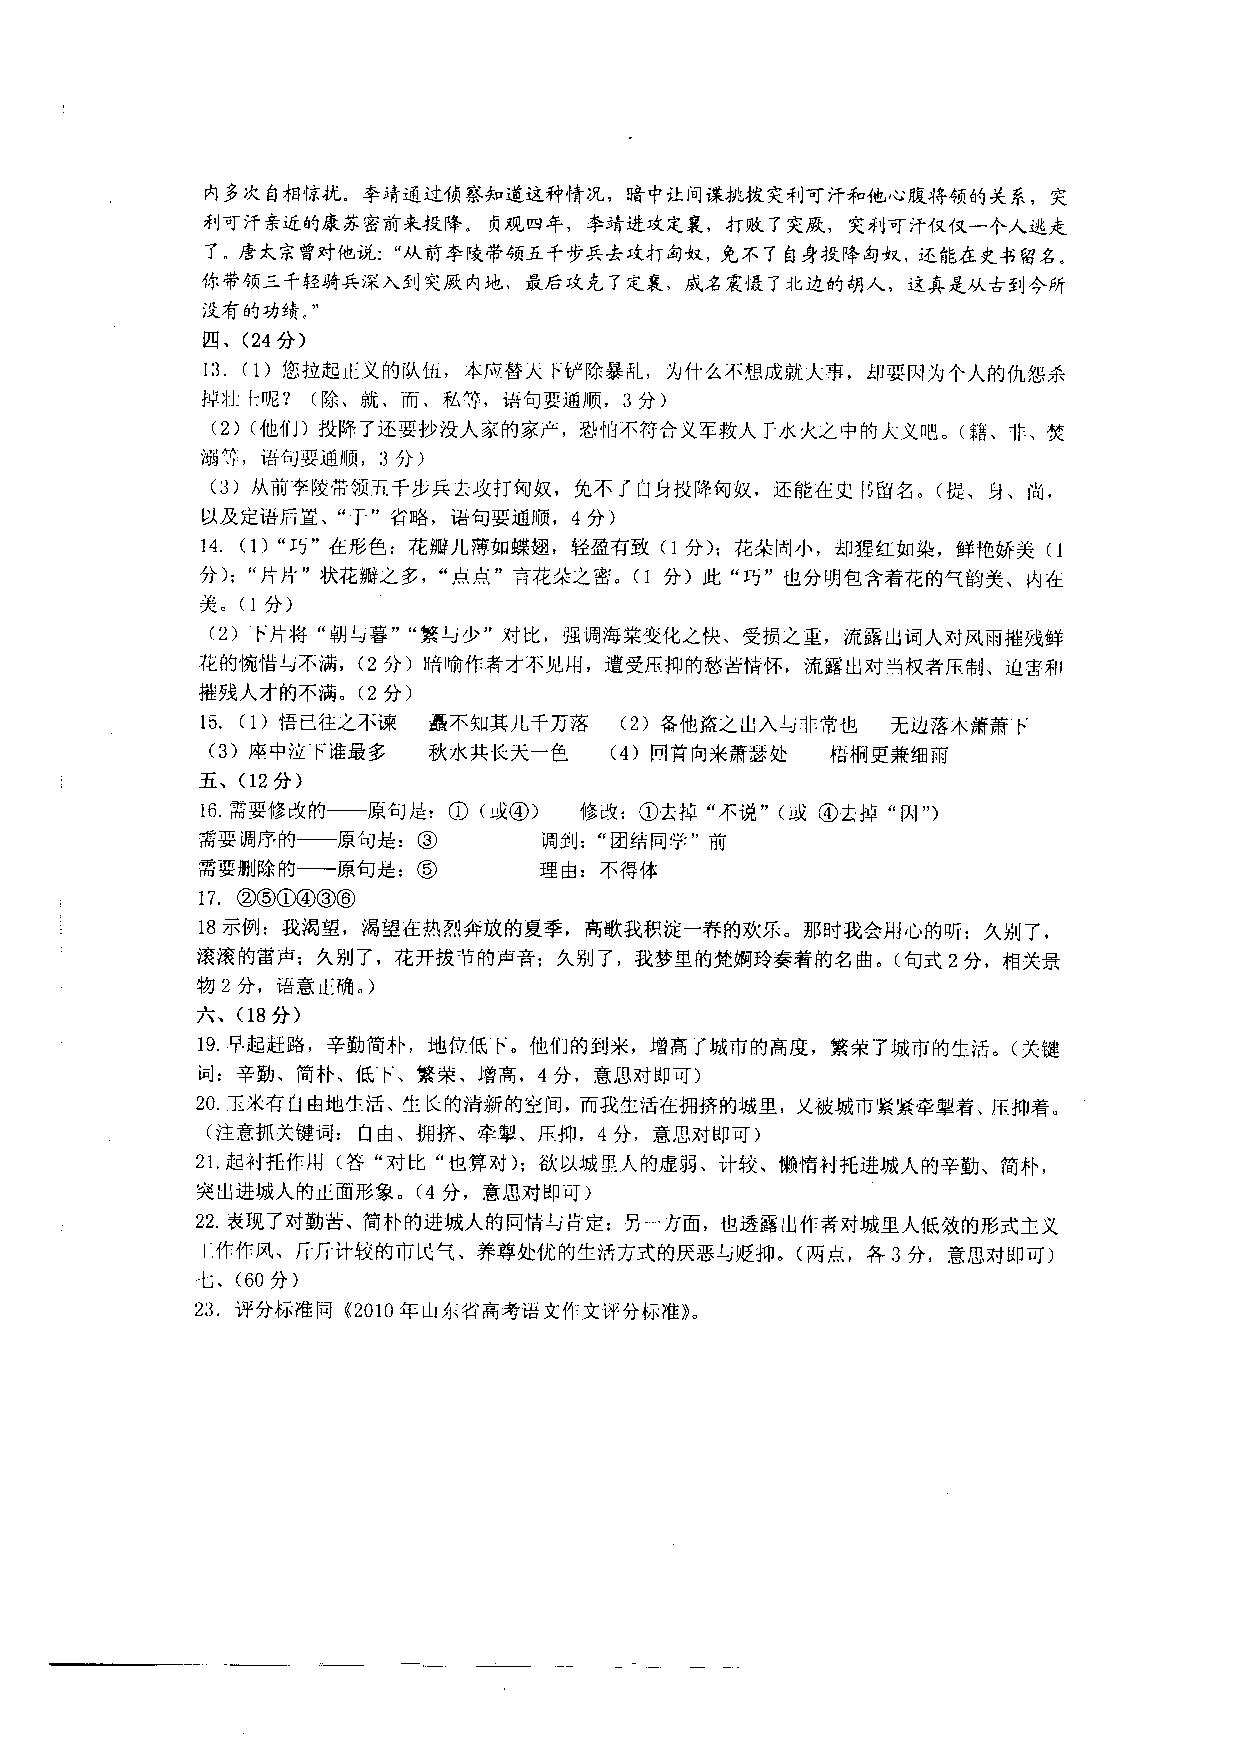 内多次自相惊扰。李靖通过侦察知道这种情况，暗中让间谍挑拨突利可汗和他心腹将领的关系，突
利可汗亲近的康苏密前来投降。贞观四年，李靖进攻定襄，打败了突厥，突利可汗仅仅一个人逃走
了。唐太宗曾对他说：“从前李陵带领五千步兵去攻打匈奴，免不了自身投降匈奴，还能在史书留名。
你带领三千轻骑兵深入到突厥内地，最后攻克了定襄，威名震慑了北边的胡人，这真是从古到今所
没有的功绩。”
四、（24 分）
13.（1）您拉起正义的队伍，本应替天下铲除暴乱，为什么不想成就大事，却要因为个人的仇怨杀
掉壮士呢？（除、就、而、私等，语句要通顺，3 分）
（2）（他们）投降了还要抄没人家的家产，恐怕不符合义军救人于水火之中的大义吧。（籍、非、焚
溺等，语句要通顺，3 分）
（3）从前李陵带领五千步兵去攻打匈奴，免不了自身投降匈奴，还能在史书留名。（提、身、尚，
以及定语后置、“于”省略，语句要通顺，4 分）
14.（1）“巧”在形色：花瓣儿薄如蝶翅，轻盈有致（1 分）；花朵固小，却猩红如染，鲜艳娇美（1
分）；“片片”状花瓣之多，“点点”言花朵之密。（1 分）此“巧”也分明包含着花的气韵美、内在
美。（1 分）
（2）下片将“朝与暮”“繁与少”对比，强调海棠变化之快、受损之重，流露出词人对风雨摧残鲜
花的惋惜与不满，（2 分）暗喻作者才不见用，遭受压抑的愁苦情怀，流露出对当权者压制、迫害和
摧残人才的不满。（2 分）
15.（1）悟已往之不谏 矗不知其几千万落 （2）备他盗之出入与非常也 无边落木萧萧下
（3）座中泣下谁最多 秋水共长天一色 （4）回首向来萧瑟处 梧桐更兼细雨
五、（12 分）
16.需要修改的——原句是：①（或④） 修改：①去掉“不说”（或 ④去掉“因”）
需要调序的——原句是：③ 调到：“团结同学”前
需要删除的——原句是：⑤ 理由：不得体
17. ②⑤①④③⑥
18 示例：我渴望，渴望在热烈奔放的夏季，高歌我积淀一春的欢乐。那时我会用心的听：久别了，
滚滚的雷声；久别了，花开拔节的声音；久别了，我梦里的梵婀玲奏着的名曲。（句式 2 分，相关景
物 2 分，语意正确。）
六、（18 分）
19.早起赶路，辛勤简朴，地位低下。他们的到来，增高了城市的高度，繁荣了城市的生活。（关键
词：辛勤、简朴、低下、繁荣、增高，4 分，意思对即可）
20.玉米有自由地生活、生长的清新的空间，而我生活在拥挤的城里，又被城市紧紧牵掣着、压抑着。
（注意抓关键词：自由、拥挤、牵掣、压抑，4 分，意思对即可）
21.起衬托作用（答“对比“也算对）；欲以城里人的虚弱、计较、懒惰衬托进城人的辛勤、简朴，
突出进城人的正面形象。（4 分，意思对即可）
22.表现了对勤苦、简朴的进城人的同情与肯定；另一方面，也透露出作者对城里人低效的形式主义
工作作风、斤斤计较的市民气、养尊处优的生活方式的厌恶与贬抑。（两点，各 3 分，意思对即可）
七、（60 分）
23．评分标准同《2010 年山东省高考语文作文评分标准》。